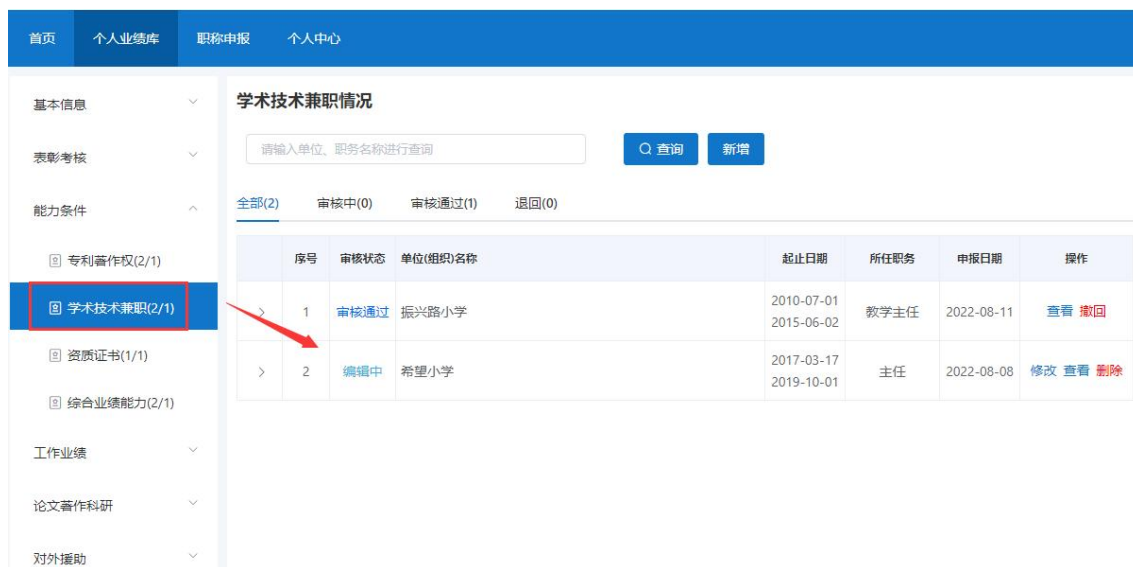 首页 个人业绩库 职称申报 个人中心
基本信息
表彰考核
能力条件
专利著作权(2/1)
学术技术兼职(2/1)
资质证书(1/1)
综合业绩能力(2/1)
工作业绩
论文著作科研
对外援助
学术技术兼职情况
请输入单位、职务名称进行查询 查询 新增
全部(2) 审核中(0) 审核通过(1) 退回(0)
序号 审核状态 单位(组织)名称 起止日期 所任职务 申报日期 操作
1 审核通过 振兴路小学 2010-07-01 2015-06-02 教学主任 2022-08-11 查看 撤回
2 编辑中 希望小学 2017-03-17 2019-10-01 主任 2022-08-08 修改 查看 删除